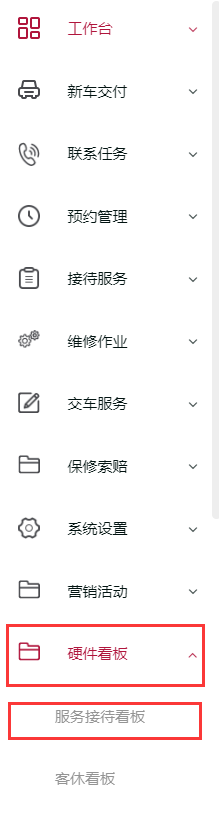 工作台
新车交付
联系任务
预约管理
接待服务
维修作业
交车服务
保修索赔
系统设置
营销活动
硬件看板
服务接待看板
客休看板